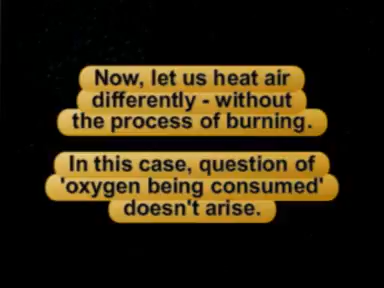 Now, let us heat air
differently - without
the process of burning.
In this case, question of
'oxygen being consumed'
doesn't arise.